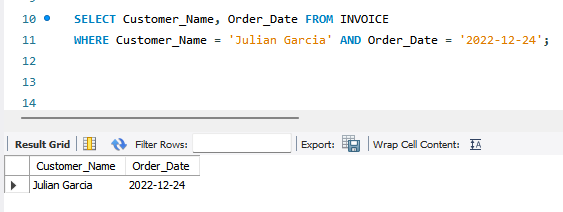 10 SELECT Customer_Name, Order_Date FROM INVOICE
11 WHERE Customer_Name = 'Julian Garcia' AND Order_Date = '2022-12-24';
12
13
14
Result Grid Filter Rows: Export: Wrap Cell Content:
Customer_Name Order_Date
Julian Garcia 2022-12-24